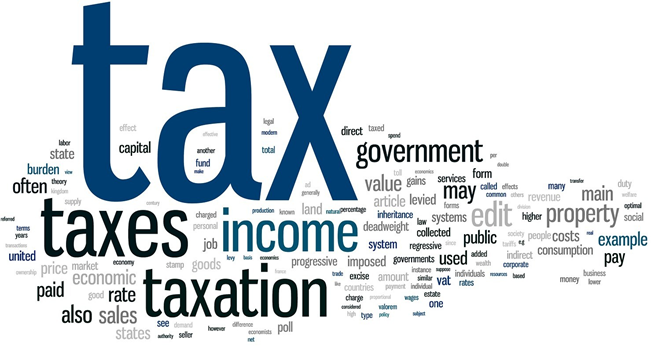 tax
effect
legal
effective
modern
direct
taxed
spend
labor
state
capital
another
total
government
per
double
burden
view
fund
make
toll
economics
often
theory
kingdom
ad
generally
value
gains
services
form
called
effects
many
transfer
duty
welfare
supply
century
article
levied
may
common
others
revenue
main
optimal
referred
taxes
charged
production
known
land
natural
percentage
inheritance
law
forms
society
division
personal
income
deadweight
collected
systems
edit
higher
property
social
terms
years
transactions
job
system
regressive
since
public
tariffs
e.g
people
costs
real
united
levy
basis
economics
governments
used
added
wealth
indirect
consumption
example
ownership
price
market
economy
stamp
goods
progressive
imposed
instance
suppose
corporate
pay
economic
franc
trade
excise
amount
similar
vat
individuals
resources
based
money
business
lower
paid
good
rate
taxation
like
countries
payment
individual
rates
charge
proportional
wages
estate
also
sales
see
demand
considered
valorem
one
high
type
policy
subject
states
authority
seller
however
difference
economists
net
poll